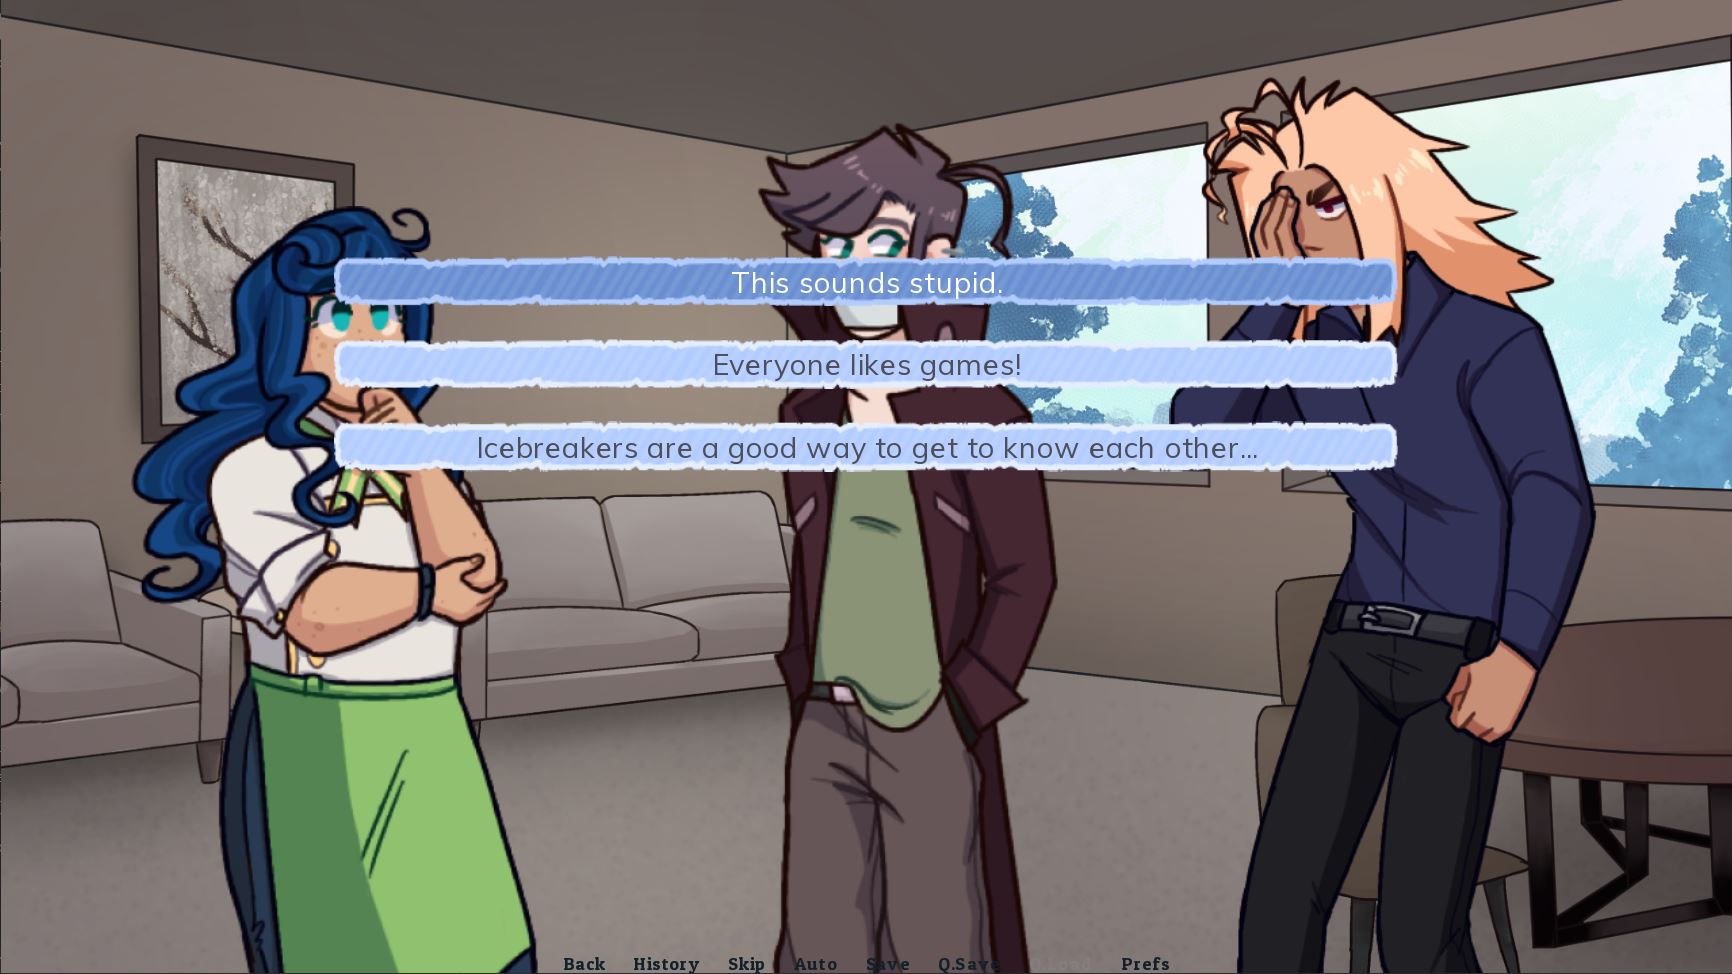 This sounds stupid.
Everyone likes games!
Icebreakers are a good way to get to know each other...
Back History Skip Auto Save Q.Save Q.Load Prefs